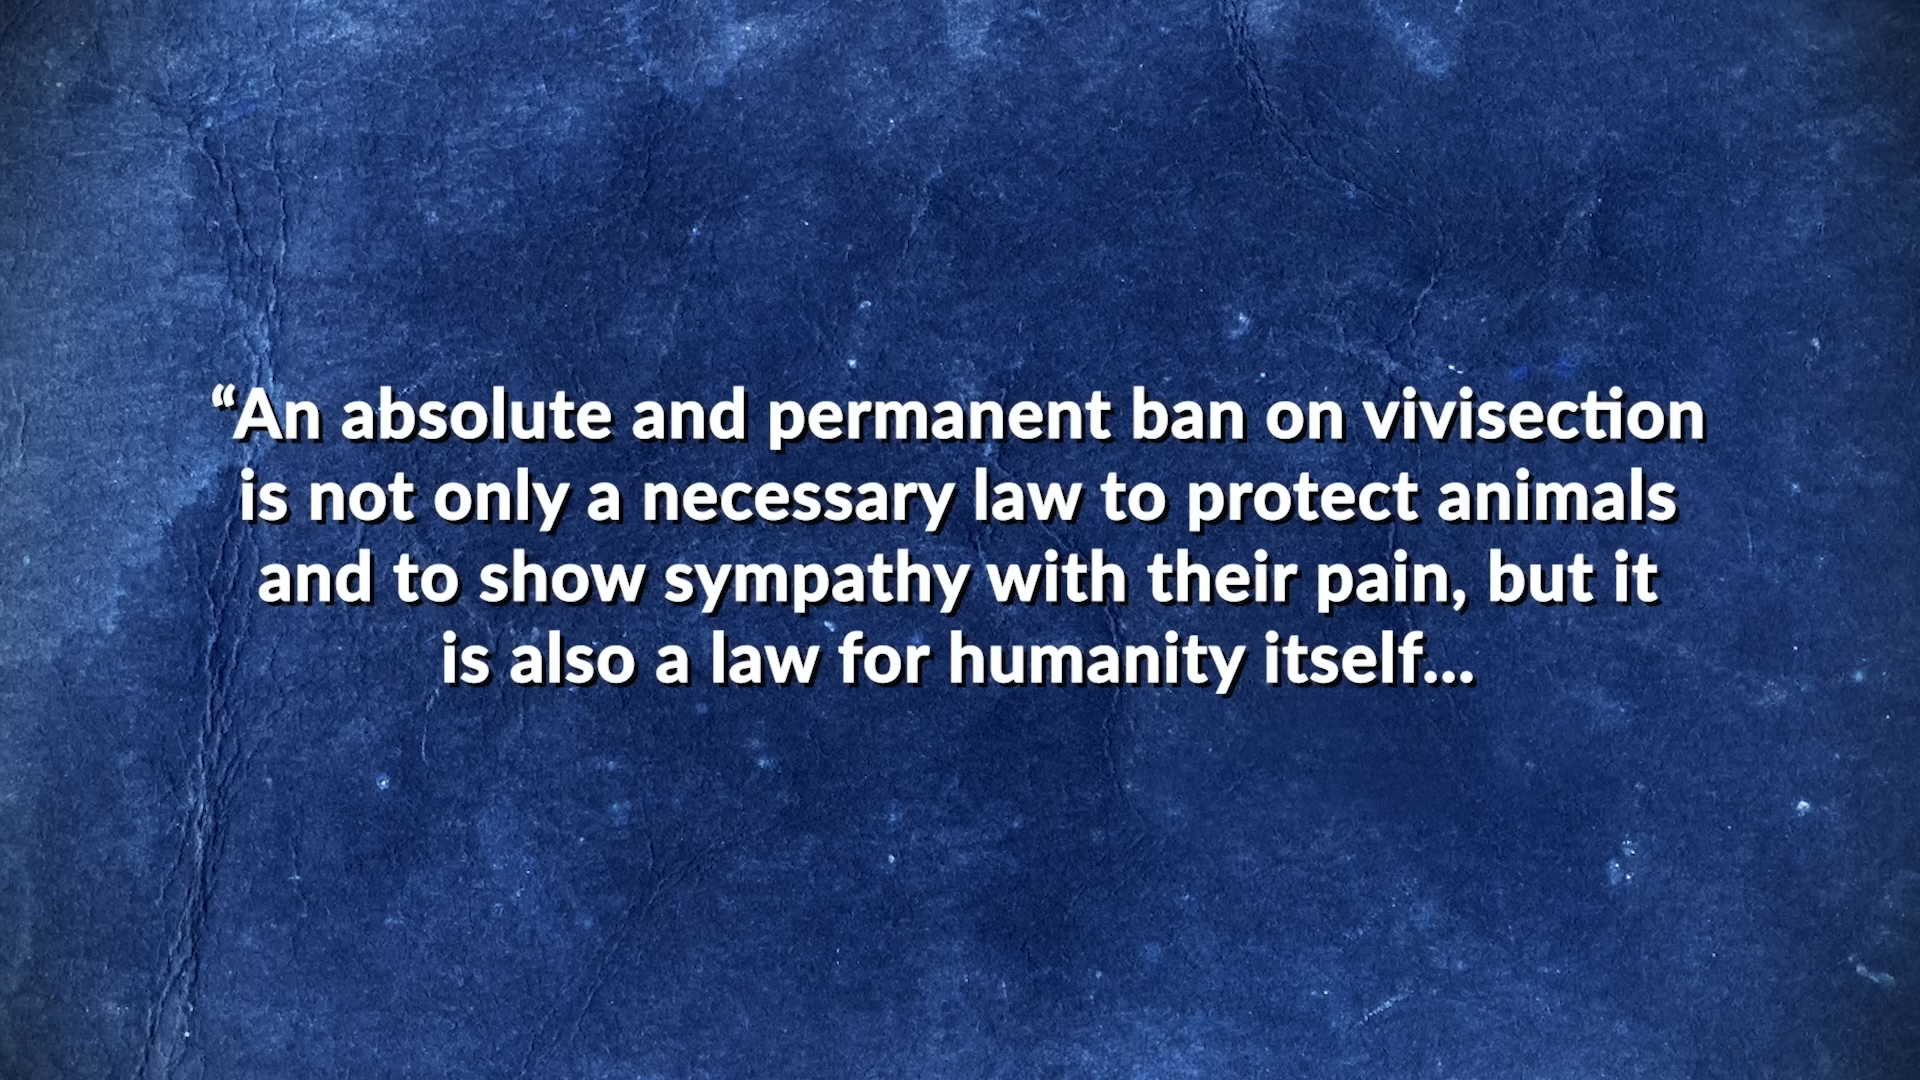 “An absolute and permanent ban on vivisection
is not only a necessary law to protect animals
and to show sympathy with their pain, but it
is also a law for humanity itself...